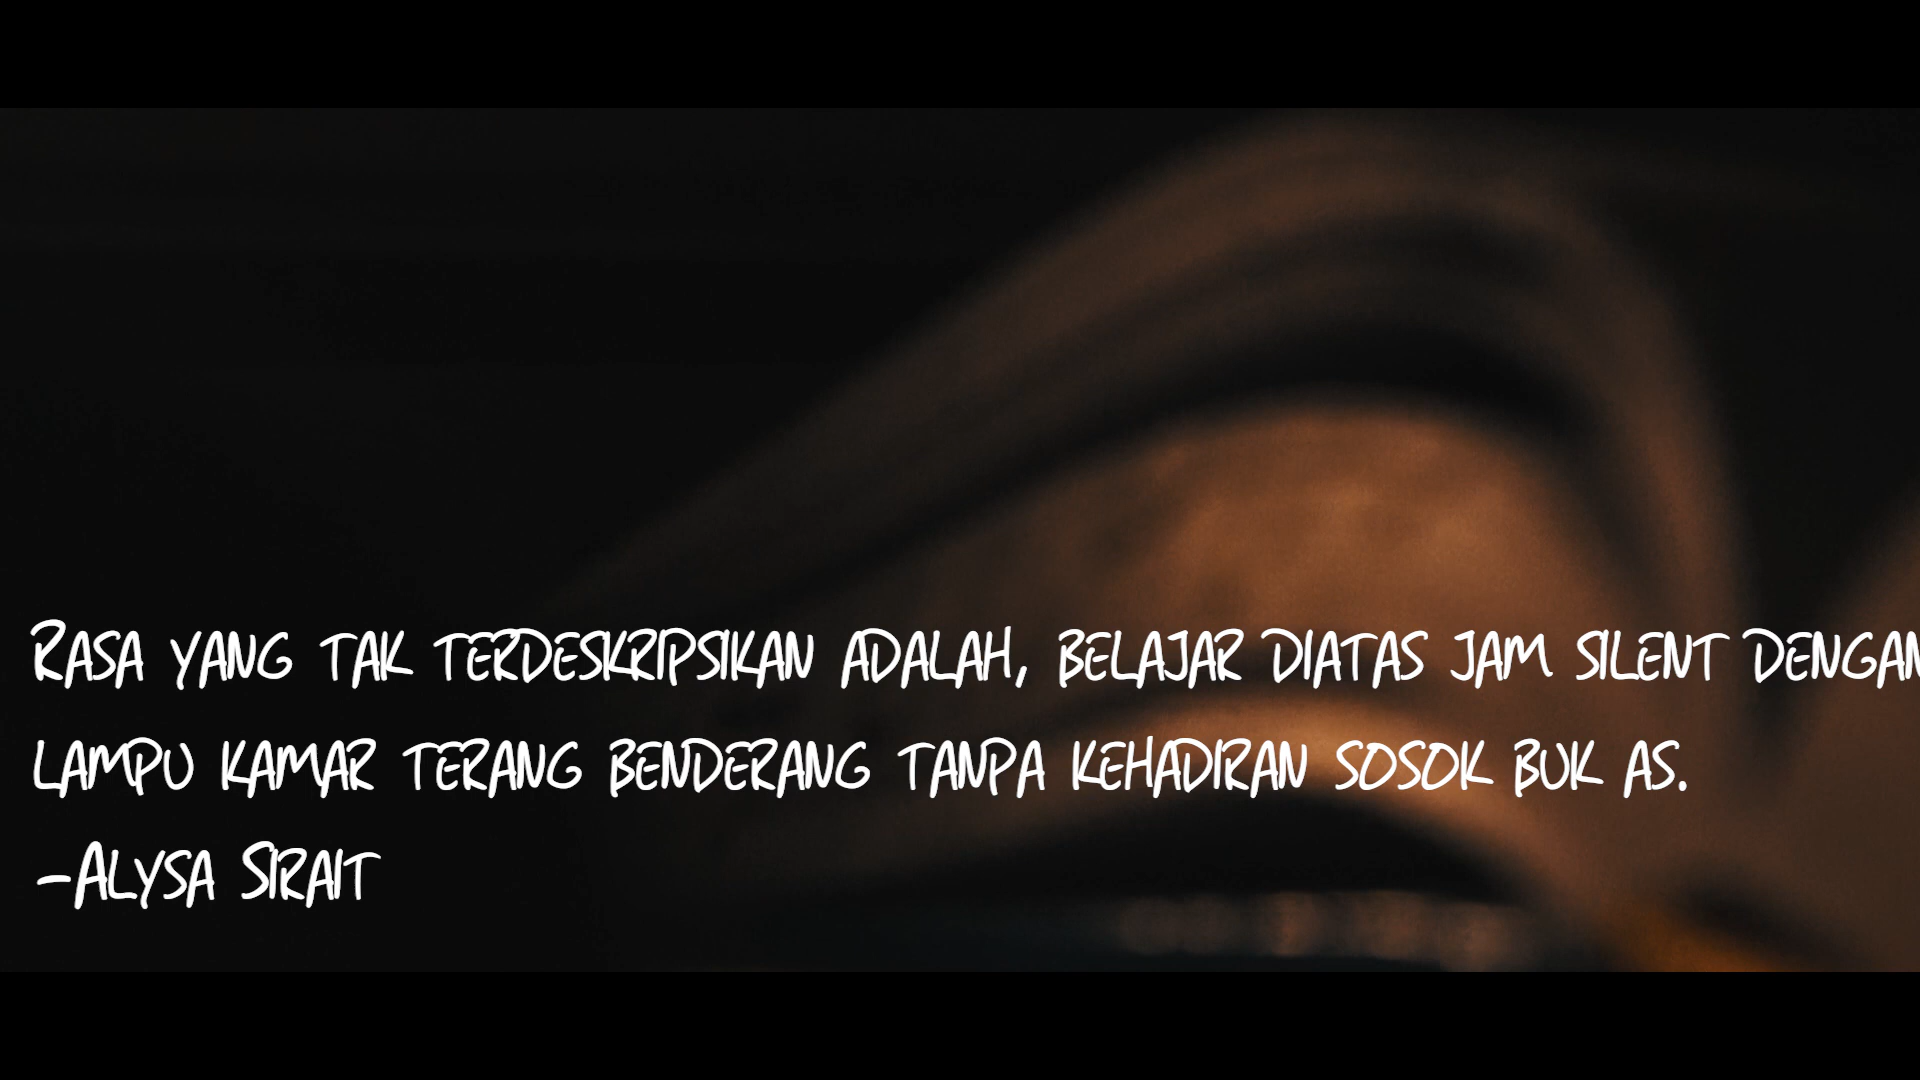 Rasa yang tak terdeskripsikan adalah, belajar diatas jam silent dengan
lampu kamar terang benderang tanpa kehadiran sosok buk as.
-Alysa Sirait